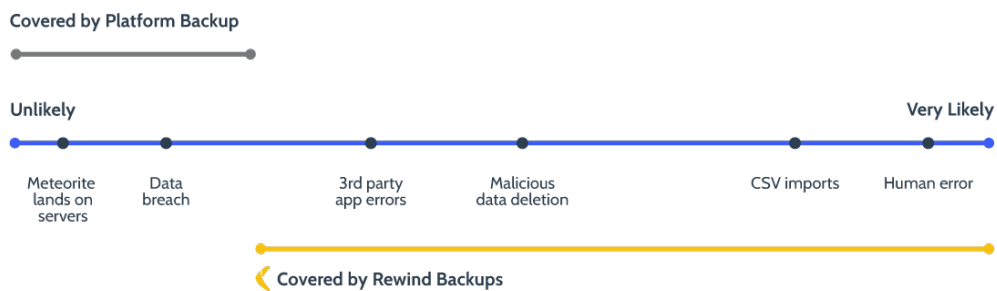 Covered by Platform Backup
Unlikely
Very Likely
Meteorite
lands on
servers
Data
breach
3rd party
app errors
Malicious
data deletion
CSV imports
Human error
Covered by Rewind Backups